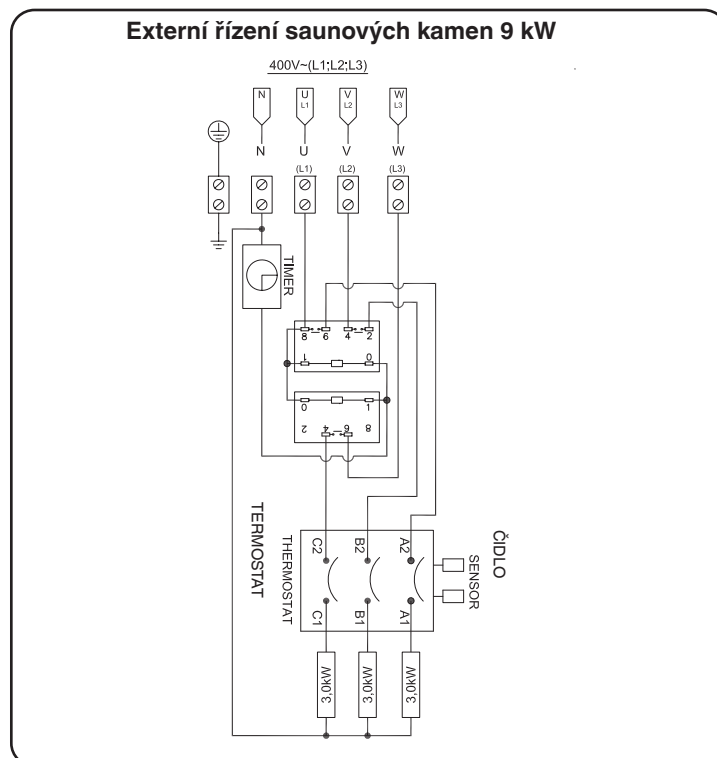 Externí řízení saunových kamen 9 kW
400V~(L1;L2;L3)
N U V W
L1 L2 L3
N U V W
(L1) (L2) (L3)
TIMER
8 6 4 2
1 0
0 1
2 4 6 8
TERMOSTAT
THERMOSTAT
C2 B2 A2
C1 B1 A1
ČIDLO
SENSOR
3,0kW 3,0kW 3,0kW